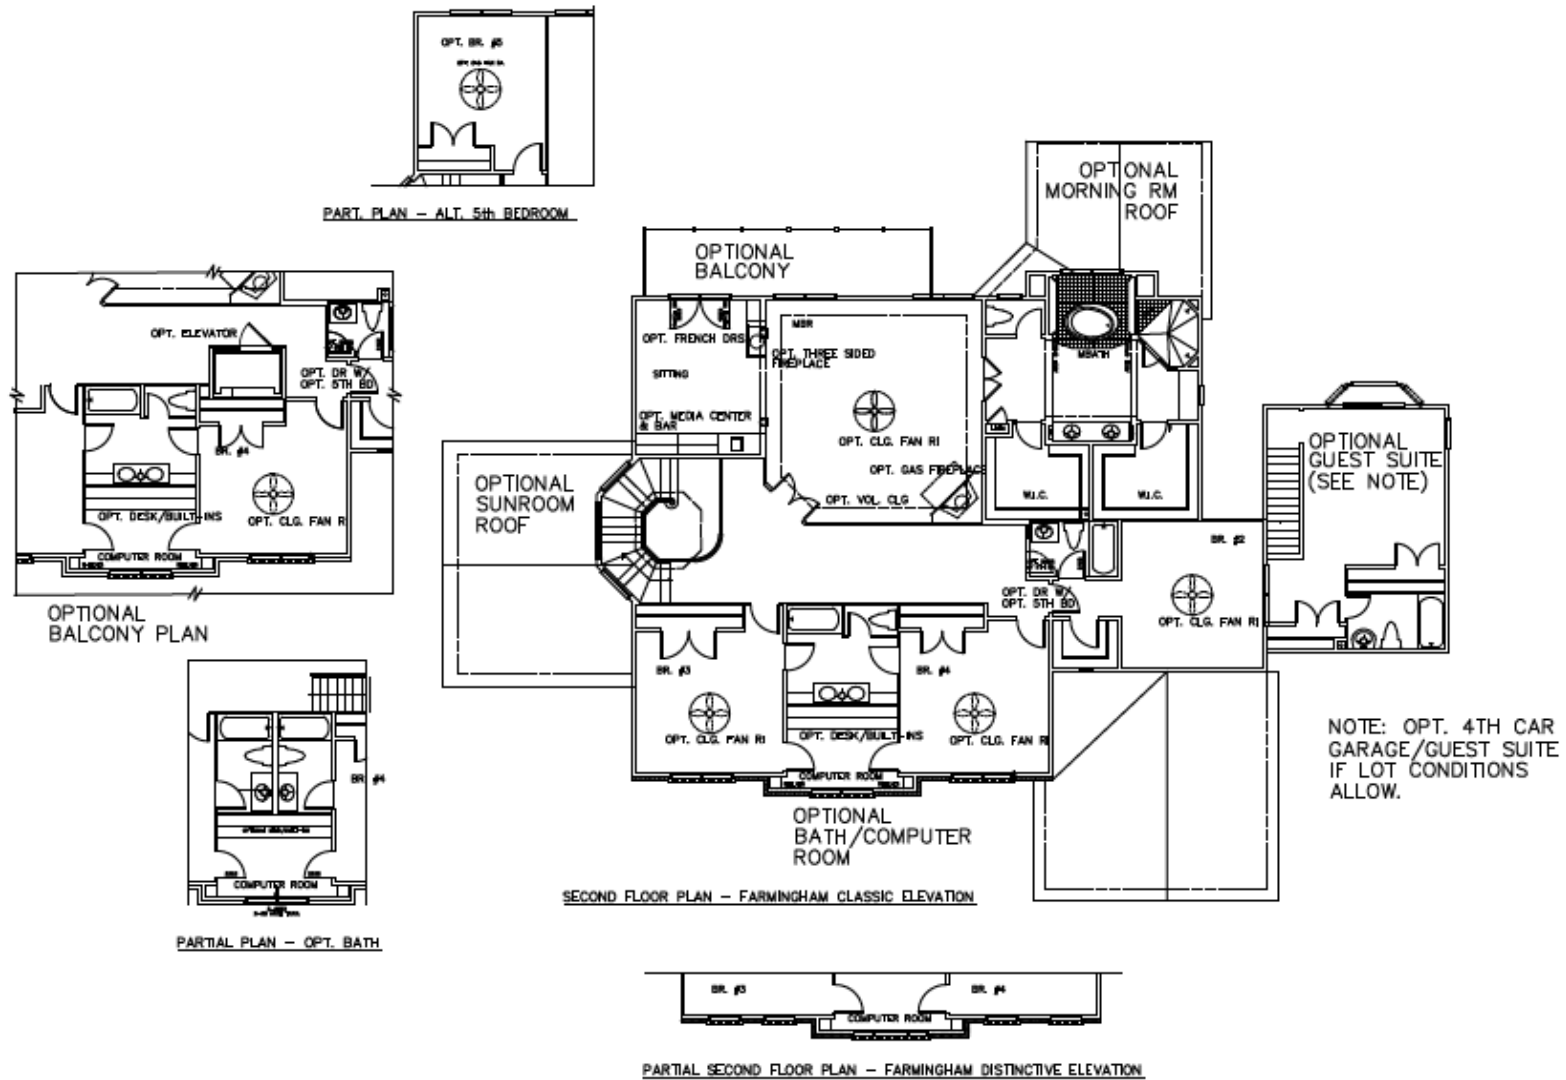 OPT. BR. #5
PART. PLAN - ALT. 5th BEDROOM
OPTIONAL
MORNING RM
ROOF
OPTIONAL
BALCONY
OPT. ELEVATOR
OPT. DR W/
OPT. 5TH BD
BR. #4
OPT. DESK/BUILT-INS
OPT. CLG. FAN RI
COMPUTER ROOM
OPTIONAL
BALCONY PLAN
MBR
OPT. FRENCH DRS
OPT. THREE SIDED
FIREPLACE
SITTING
MBATH
OPT. MEDIA CENTER
& BAR
OPT. CLG. FAN RI
OPT. GAS FIREPLACE
OPT. VOL. CLG
W.I.C.
W.I.C.
OPTIONAL
SUNROOM
ROOF
OPTIONAL
GUEST SUITE
(SEE NOTE)
BR. #2
OPT. DR W/
OPT. 5TH BD
OPT. CLG. FAN RI
BR. #3
BR. #4
OPT. CLG. FAN RI
OPT. DESK/BUILT-INS
OPT. CLG. FAN RI
COMPUTER ROOM
OPTIONAL
BATH/COMPUTER
ROOM
NOTE: OPT. 4TH CAR
GARAGE/GUEST SUITE
IF LOT CONDITIONS
ALLOW.
SECOND FLOOR PLAN - FARMINGHAM CLASSIC ELEVATION
BR. #4
COMPUTER ROOM
PARTIAL PLAN - OPT. BATH
BR. #3
BR. #4
COMPUTER ROOM
PARTIAL SECOND FLOOR PLAN - FARMINGHAM DISTINCTIVE ELEVATION